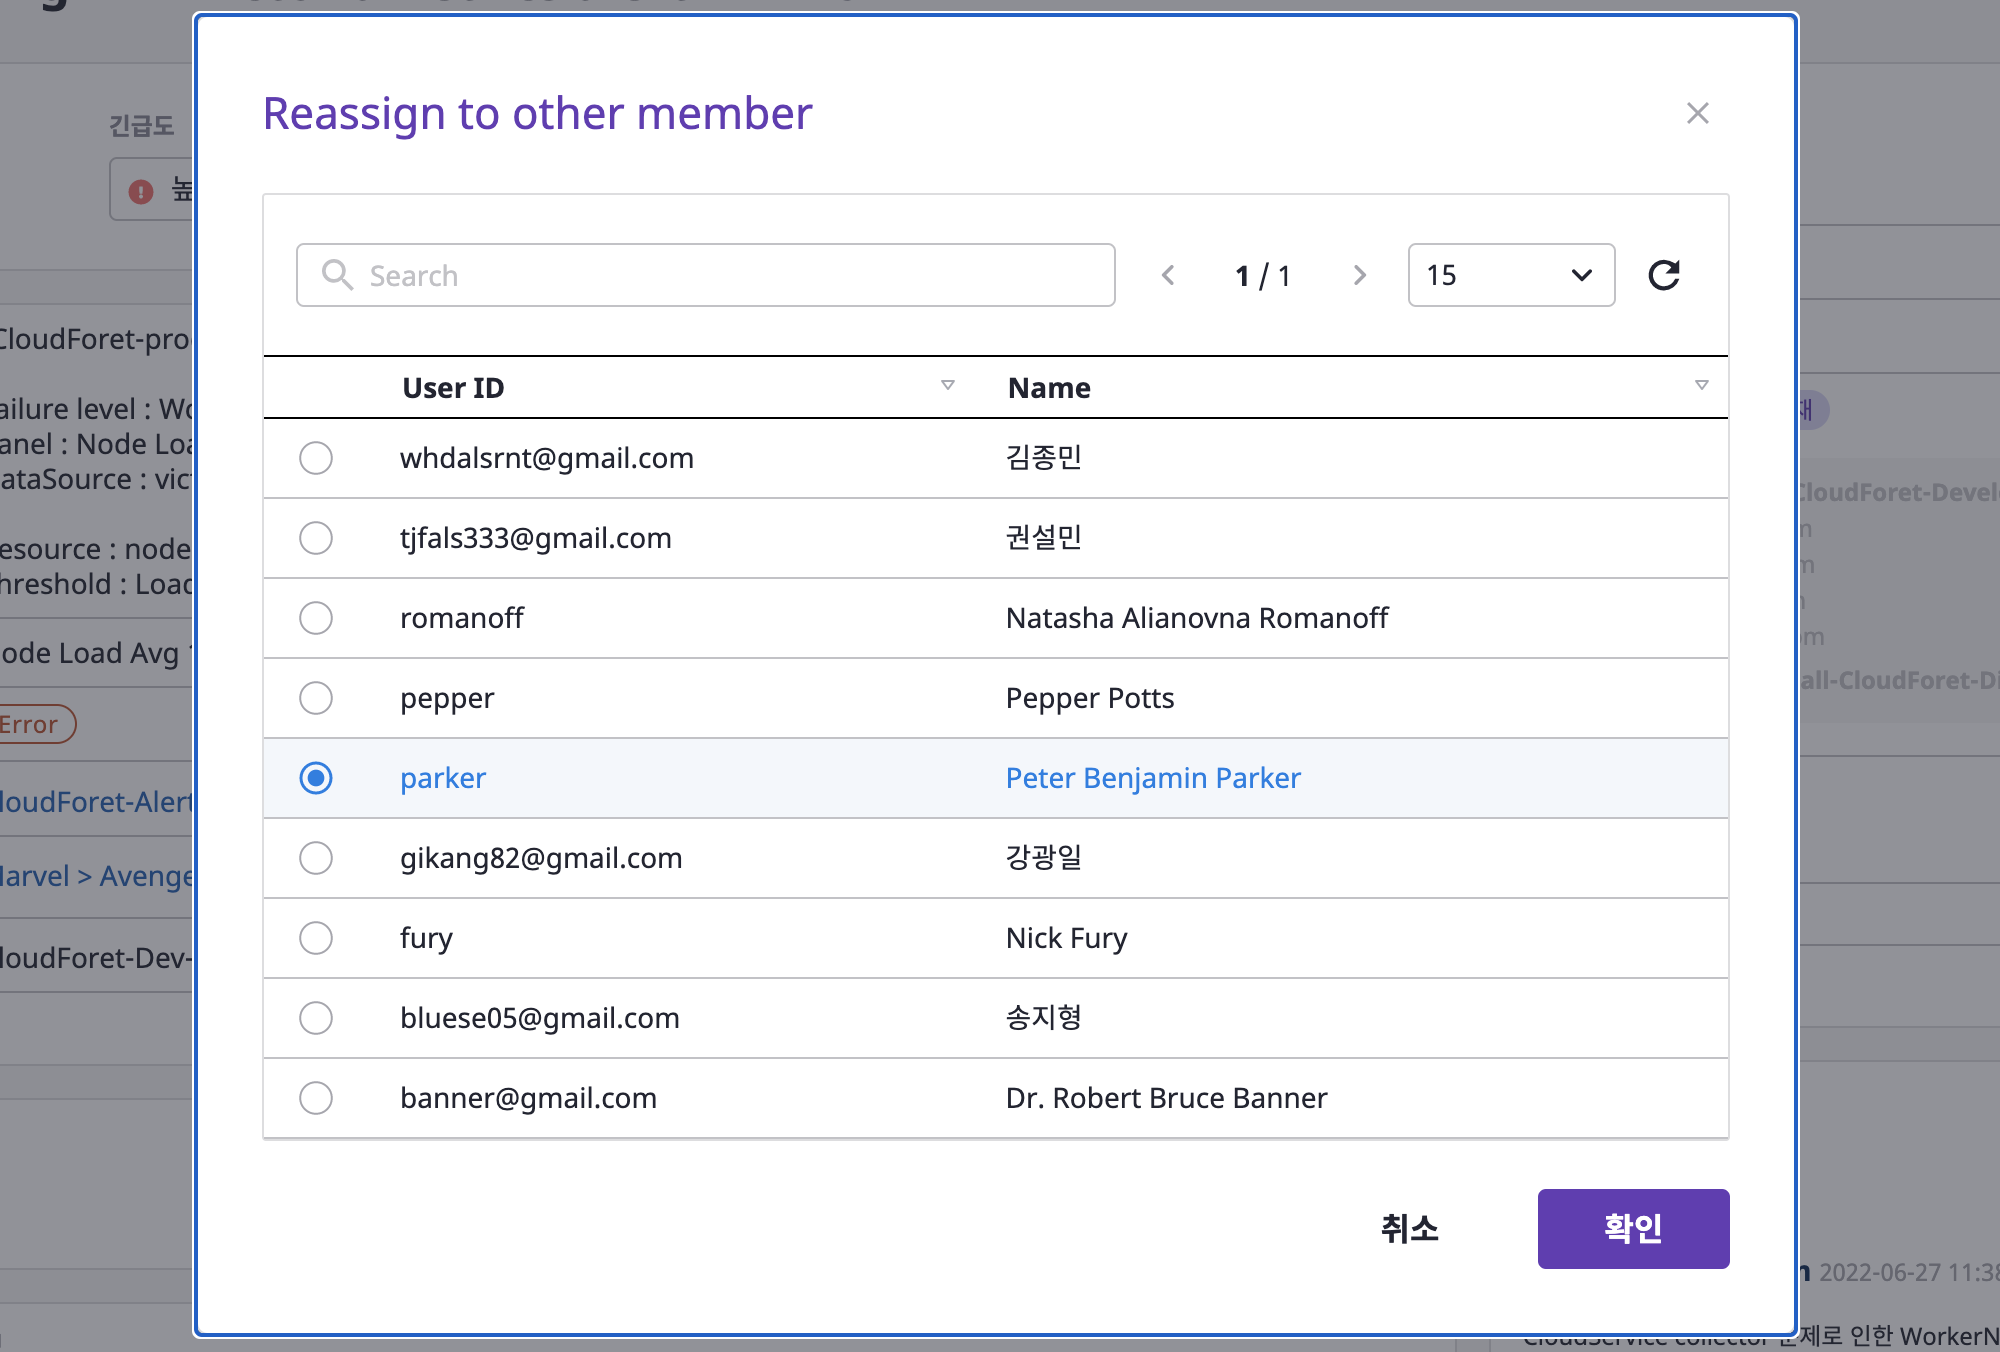 Reassign to other member
긴급도
Search
1 / 1
15
User ID
Name
whdalsrnt@gmail.com
김종민
tjfals333@gmail.com
권설민
romanoff
Natasha Alianovna Romanoff
pepper
Pepper Potts
parker
Peter Benjamin Parker
gikang82@gmail.com
강광일
fury
Nick Fury
bluese05@gmail.com
송지형
banner@gmail.com
Dr. Robert Bruce Banner
취소
확인
CloudForet-pro
ailure level : Wo
anel : Node Loa
ataSource : vict
esource : node
hreshold : Load
ode Load Avg
Error
loudForet-Alert
larvel > Avenge
loudForet-Dev-
CloudForet-Devel
all-CloudForet-Di
2022-06-27 11:38
CloudService collector 문제로 인한 WorkerN